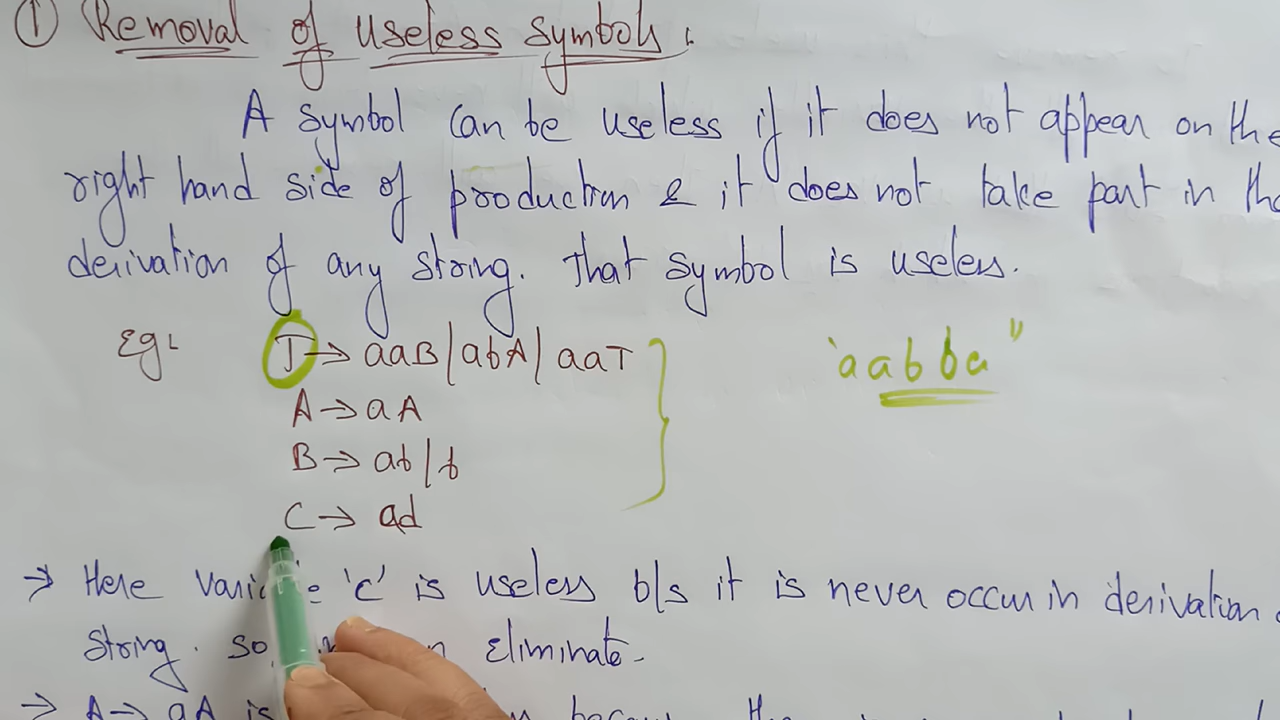 ① Removal of useless symbols:
A symbol can be useless if it does not appear on the
right hand side of production & it does not take part in the
derivation of any string. That symbol is useless.
Eg:
T → aaB | abA | aaT
"aabba"
A → aA
B → ab | b
C → ad
→ Here 'c' is useless b/s it is never occur in derivation
string. so, eliminate.
→ A → aA is